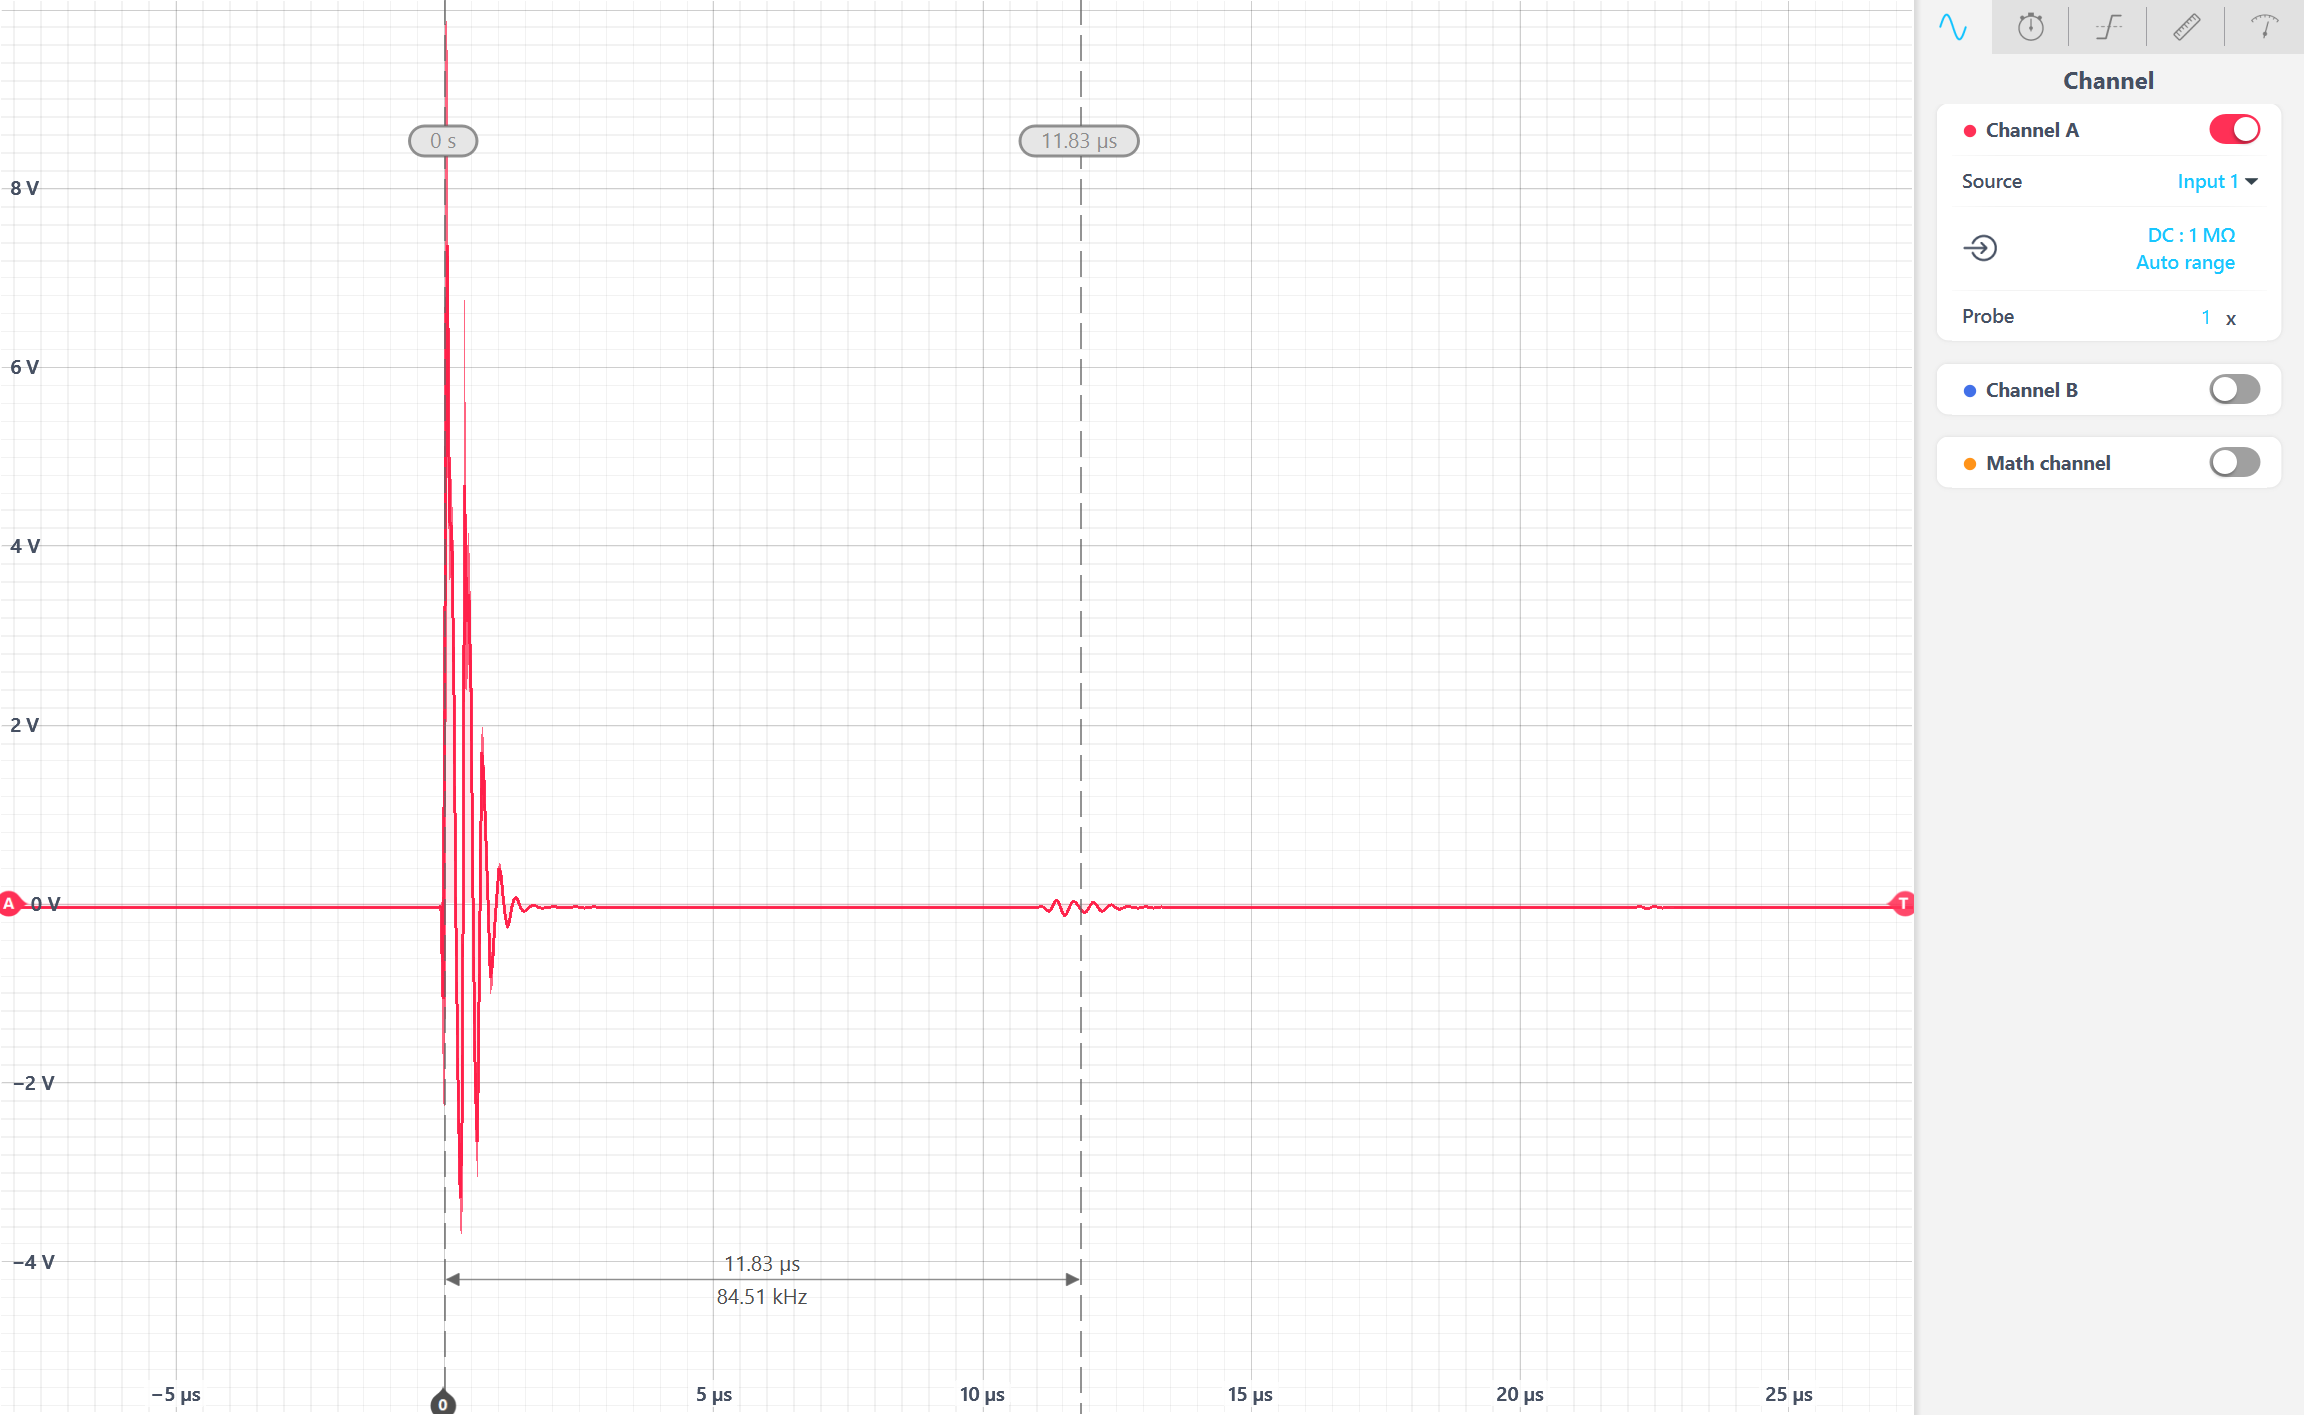 0 s
11.83 µs
8 V
6 V
4 V
2 V
A
0 V
T
−2 V
−4 V
11.83 µs
84.51 kHz
−5 µs
0
5 µs
10 µs
15 µs
20 µs
25 µs
Channel
Channel A
Source Input 1
DC : 1 MΩ
Auto range
Probe 1 x
Channel B
Math channel